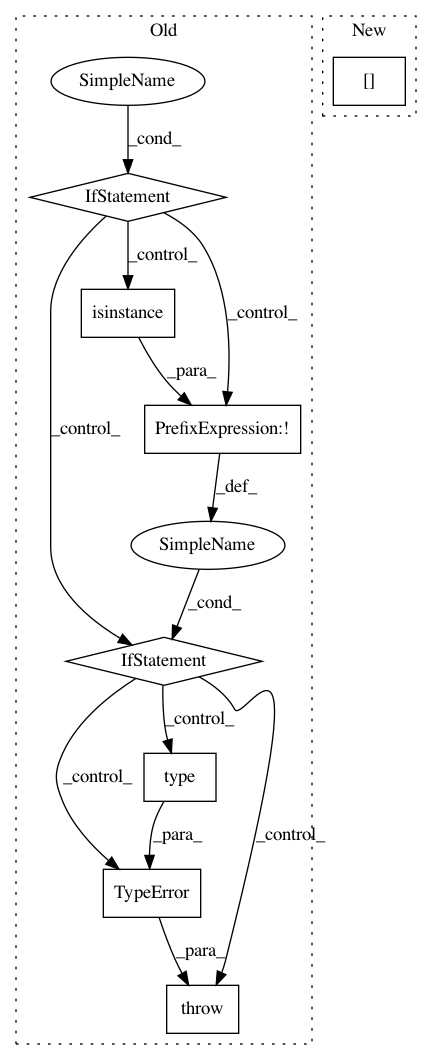 Old
New
SimpleName
[]
_cond_
IfStatement
_control_
_control_
isinstance
_para_
_control_
PrefixExpression:!
_def_
SimpleName
_cond_
IfStatement
_control_
_control_
type
_para_
_control_
TypeError
_para_
throw